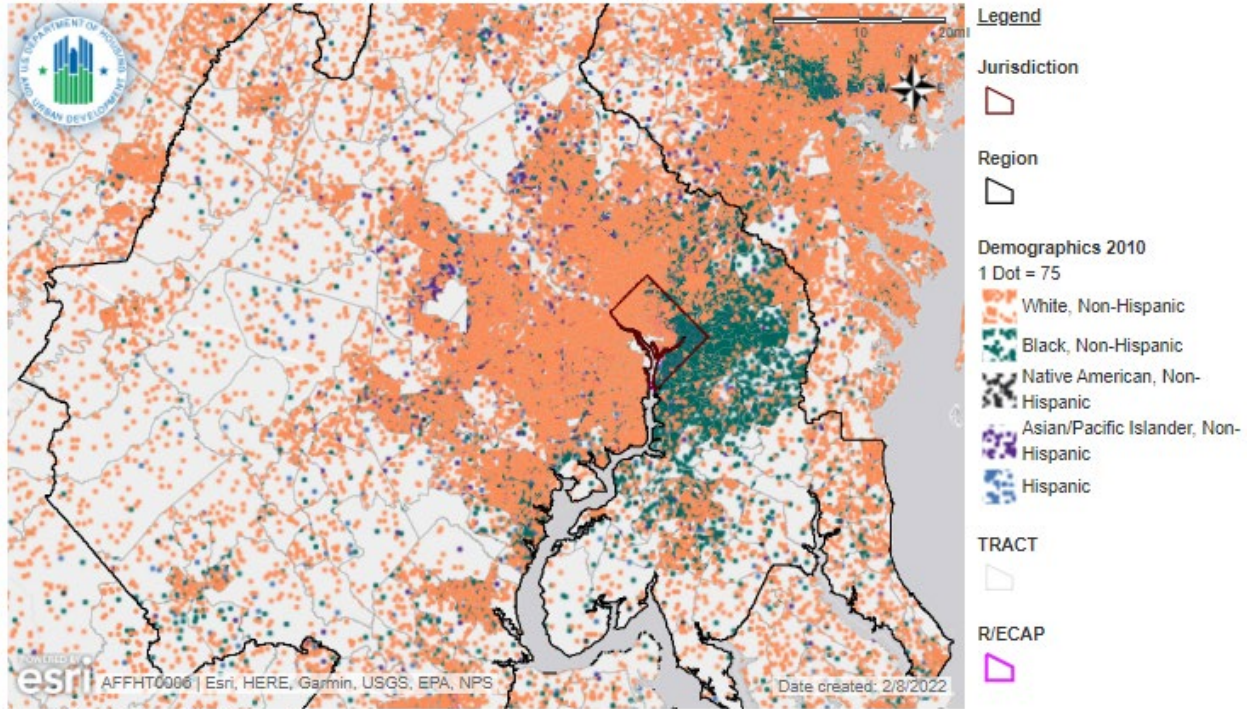 U.S. DEPARTMENT OF HOUSING
AND URBAN DEVELOPMENT
10
20mi
N
E
S
POWERED BY
esri
AFFHT0006 | Esri, HERE, Garmin, USGS, EPA, NPS
Date created: 2/8/2022
Legend
Jurisdiction
Region
Demographics 2010
1 Dot = 75
White, Non-Hispanic
Black, Non-Hispanic
Native American, Non-
Hispanic
Asian/Pacific Islander, Non-
Hispanic
Hispanic
TRACT
R/ECAP